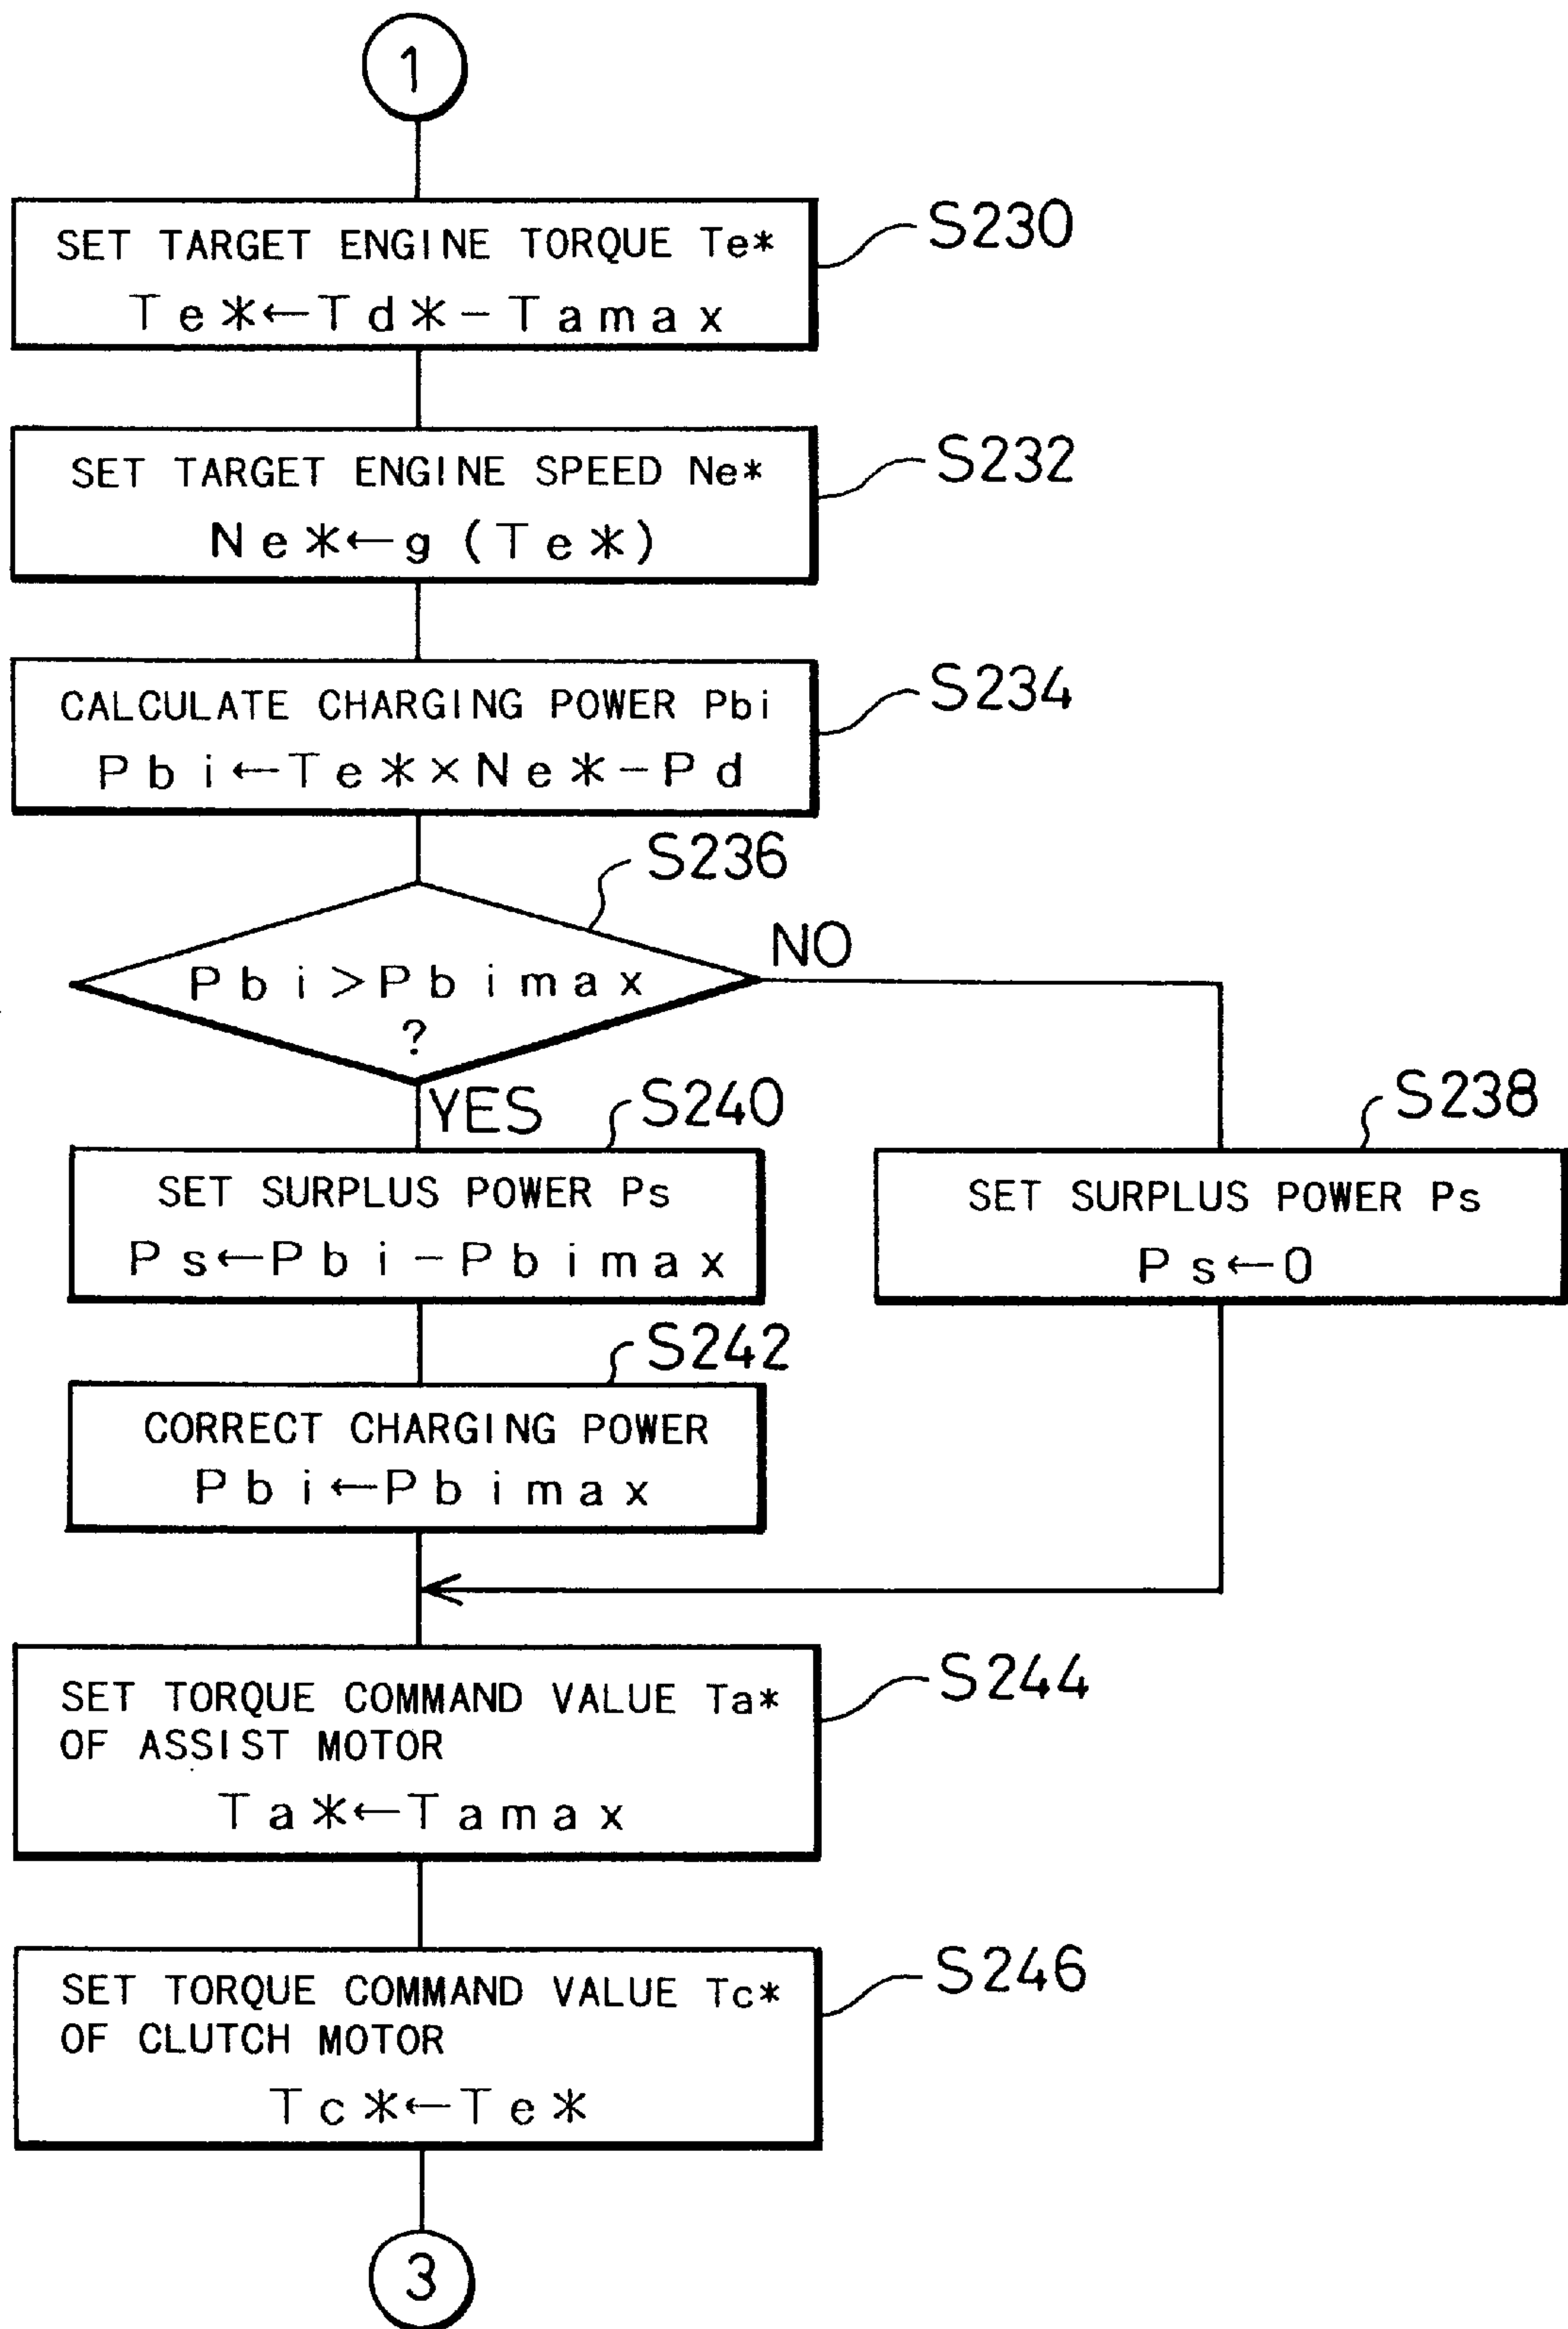 1
SET TARGET ENGINE TORQUE Te*
Te*←Td*-Tamax
S230
SET TARGET ENGINE SPEED Ne*
Ne*←g(Te*)
S232
CALCULATE CHARGING POWER Pbi
Pbi←Te*×Ne*-Pd
S234
S236
Pbi>Pbimax
?
NO
YES
S240
SET SURPLUS POWER Ps
Ps←Pbi-Pbimax
S238
SET SURPLUS POWER Ps
Ps←0
S242
CORRECT CHARGING POWER
Pbi←Pbimax
SET TORQUE COMMAND VALUE Ta*
OF ASSIST MOTOR
Ta*←Tamax
S244
SET TORQUE COMMAND VALUE Tc*
OF CLUTCH MOTOR
Tc*←Te*
S246
3